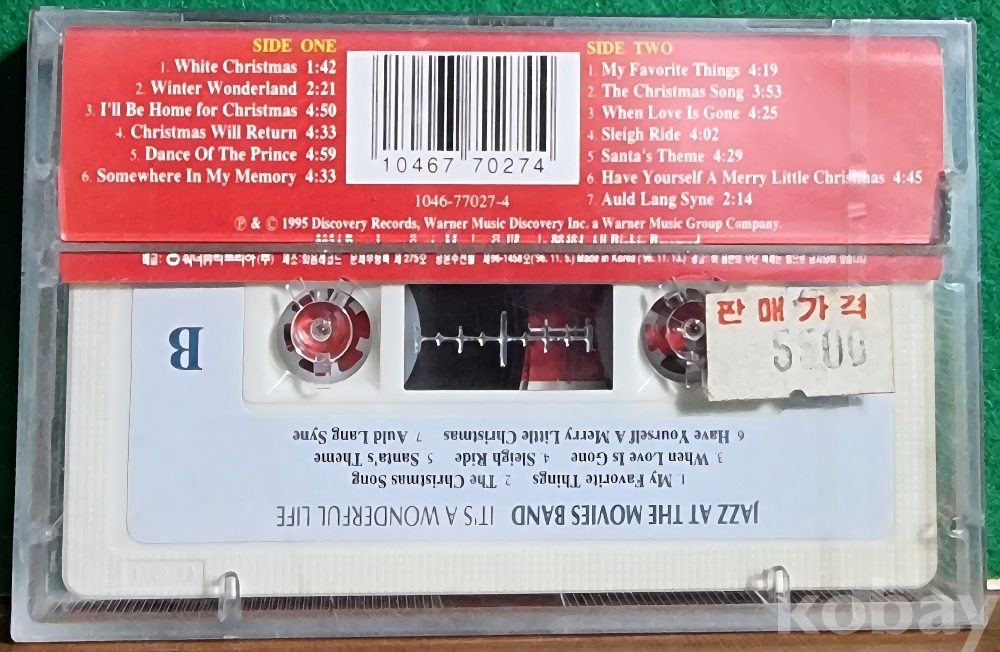 SIDE ONE
1. White Christmas 1:42
2. Winter Wonderland 2:21
3. I'll Be Home for Christmas 4:50
4. Christmas Will Return 4:33
5. Dance Of The Prince 4:59
6. Somewhere In My Memory 4:33
10467 70274
SIDE TWO
1. My Favorite Things 4:19
2. The Christmas Song 3:53
3. When Love Is Gone 4:25
4. Sleigh Ride 4:02
5 Santa's Theme 4:29
6. Have Yourself A Merry Little Christmas 4:45
7. Auld Lang Syne 2:14
1046-77027-4
℗ & © 1995 Discovery Records, Warner Music Discovery Inc. a Warner Music Group Company.
제275호 Made in Korea
판매가격
5500
B
JAZZ AT THE MOVIES BAND IT'S A WONDERFUL LIFE
1 My Favorite Things 2 The Christmas Song
3. When Love Is Gone 4. Sleigh Ride 5 Santa's Theme
6 Have Yourself A Merry Little Christmas 7 Auld Lang Syne
kobay